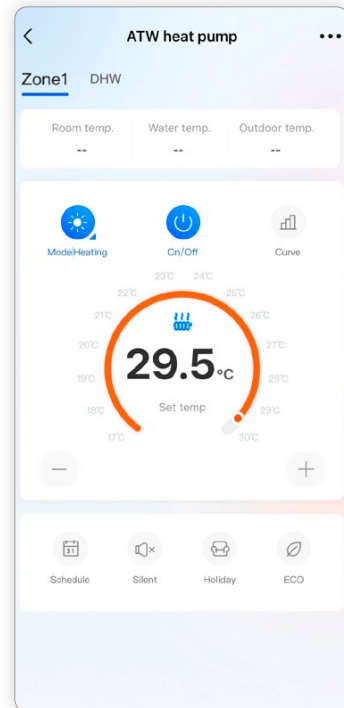 ATW heat pump
Zone1 DHW
Room temp. Water temp. Outdoor temp.
-- -- --
Mode|Heating On/Off Curve
23°C 24°C
22°C 25°C
21°C 26°C
20°C 27°C
19°C 28°C
18°C 29°C
17°C 30°C
29.5°C
Set temp
31
Schedule Silent Holiday ECO